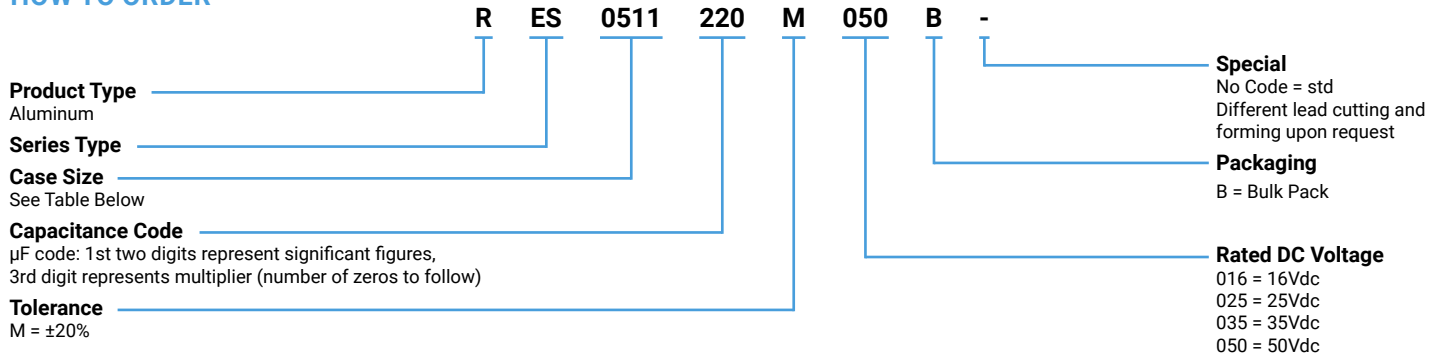 HOW TO ORDER
R ES 0511 220 M 050 B -
Product Type
Aluminum
Series Type
Case Size
See Table Below
Capacitance Code
µF code: 1st two digits represent significant figures,
3rd digit represents multiplier (number of zeros to follow)
Tolerance
M = ±20%
Special
No Code = std
Different lead cutting and
forming upon request
Packaging
B = Bulk Pack
Rated DC Voltage
016 = 16Vdc
025 = 25Vdc
035 = 35Vdc
050 = 50Vdc